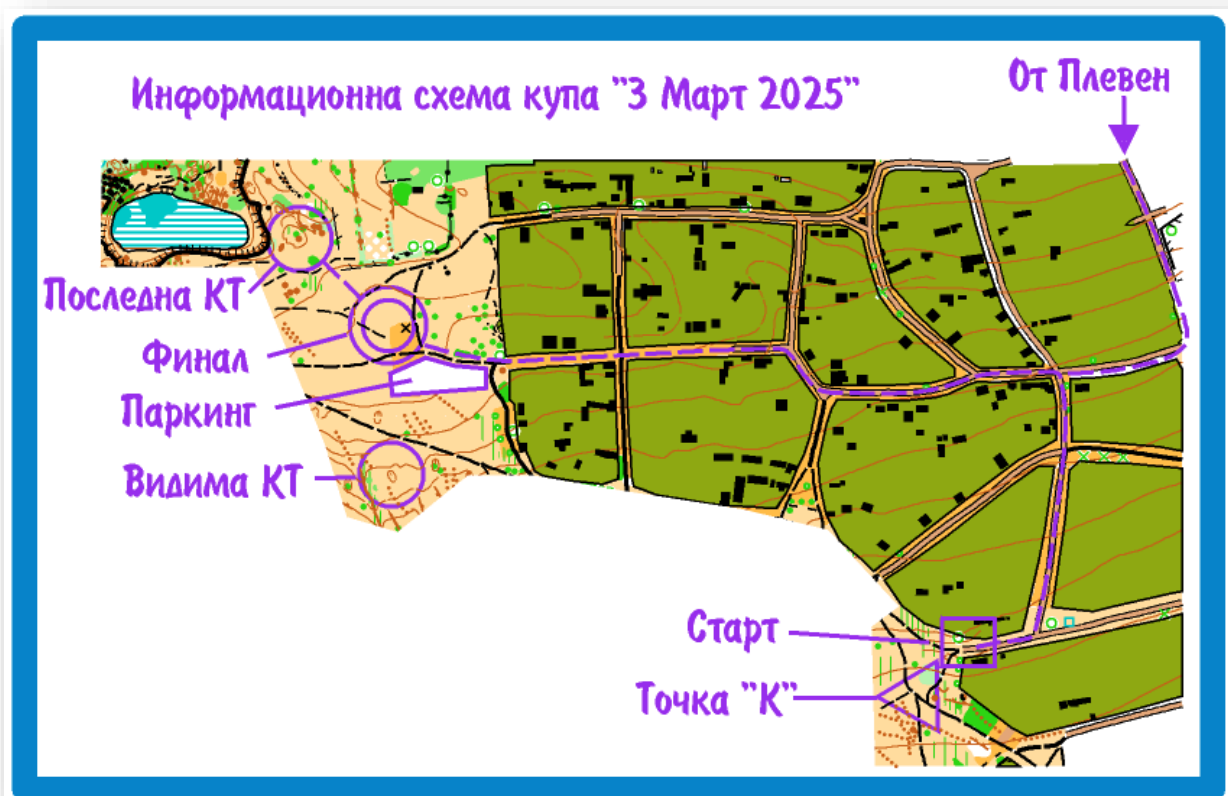 От Плевен
Информационна схема купа "3 Март 2025"
Последна КТ
Финал
Паркинг
Видима КТ
Старт
Точка "К"